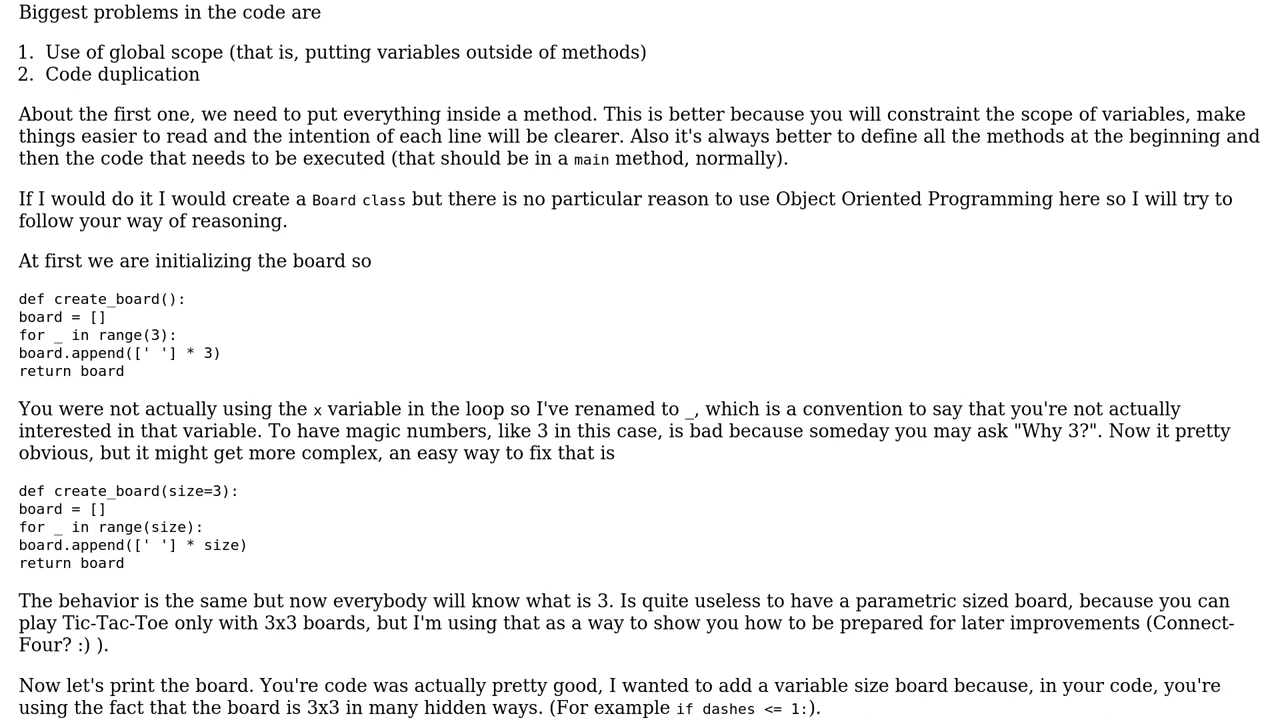 Biggest problems in the code are
1. Use of global scope (that is, putting variables outside of methods)
2. Code duplication
About the first one, we need to put everything inside a method. This is better because you will constraint the scope of variables, make
things easier to read and the intention of each line will be clearer. Also it's always better to define all the methods at the beginning and
then the code that needs to be executed (that should be in a main method, normally).
If I would do it I would create a Board class but there is no particular reason to use Object Oriented Programming here so I will try to
follow your way of reasoning.
At first we are initializing the board so
def create_board():
board = []
for _ in range(3):
board.append([' '] * 3)
return board
You were not actually using the x variable in the loop so I've renamed to _, which is a convention to say that you're not actually
interested in that variable. To have magic numbers, like 3 in this case, is bad because someday you may ask "Why 3?". Now it pretty
obvious, but it might get more complex, an easy way to fix that is
def create_board(size=3):
board = []
for _ in range(size):
board.append([' '] * size)
return board
The behavior is the same but now everybody will know what is 3. Is quite useless to have a parametric sized board, because you can
play Tic-Tac-Toe only with 3x3 boards, but I'm using that as a way to show you how to be prepared for later improvements (Connect-
Four? :) ).
Now let's print the board. You're code was actually pretty good, I wanted to add a variable size board because, in your code, you're
using the fact that the board is 3x3 in many hidden ways. (For example if dashes <= 1:).